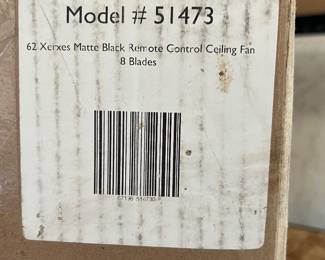 Model # 51473
62 Xerxes Matte Black Remote Control Ceiling Fan
8 Blades